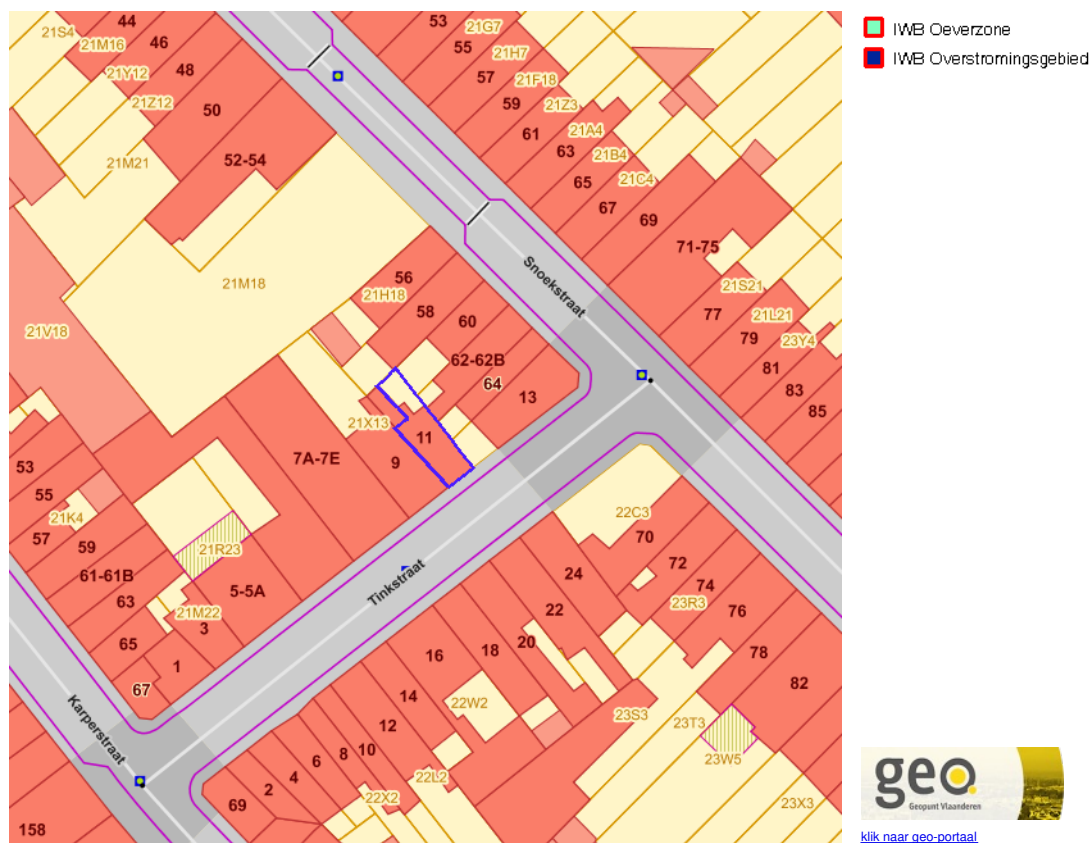 44
53
21G7
21S4
21M16
46
55
21H7
48
57
21F18
21Y12
50
59
21Z3
21Z12
61
21A4
52-54
63
21B4
21M21
65
21C4
67
69
71-75
Snoekstraat
56
21M18
21H18
21S21
58
77
21L21
60
21V18
79
23Y4
62-62B
81
64
83
13
85
21X13
11
7A-7E
9
53
55
21K4
57
22C3
59
70
21R23
72
61-61B
24
74
Tinkstraat
63
5-5A
23R3
76
21M22
22
3
65
20
18
78
16
1
82
67
14
22W2
Karperstraat
23S3
12
23T3
10
8
6
23W5
4
22L2
2
22X2
69
23X3
158
IWB Oeverzone
IWB Overstromingsgebied
geo.
Geopunt Vlaanderen
klik naar geo-portaal